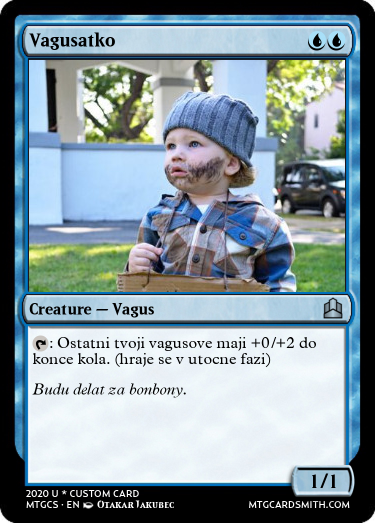 Vagusatko
Creature — Vagus
: Ostatni tvoji vagusove maji +0/+2 do
konce kola. (hraje se v utocne fazi)
Budu delat za bonbony.
1/1
2020 U * CUSTOM CARD
MTGCS · EN Otakar Jakubec
MTGCARDSMITH.COM